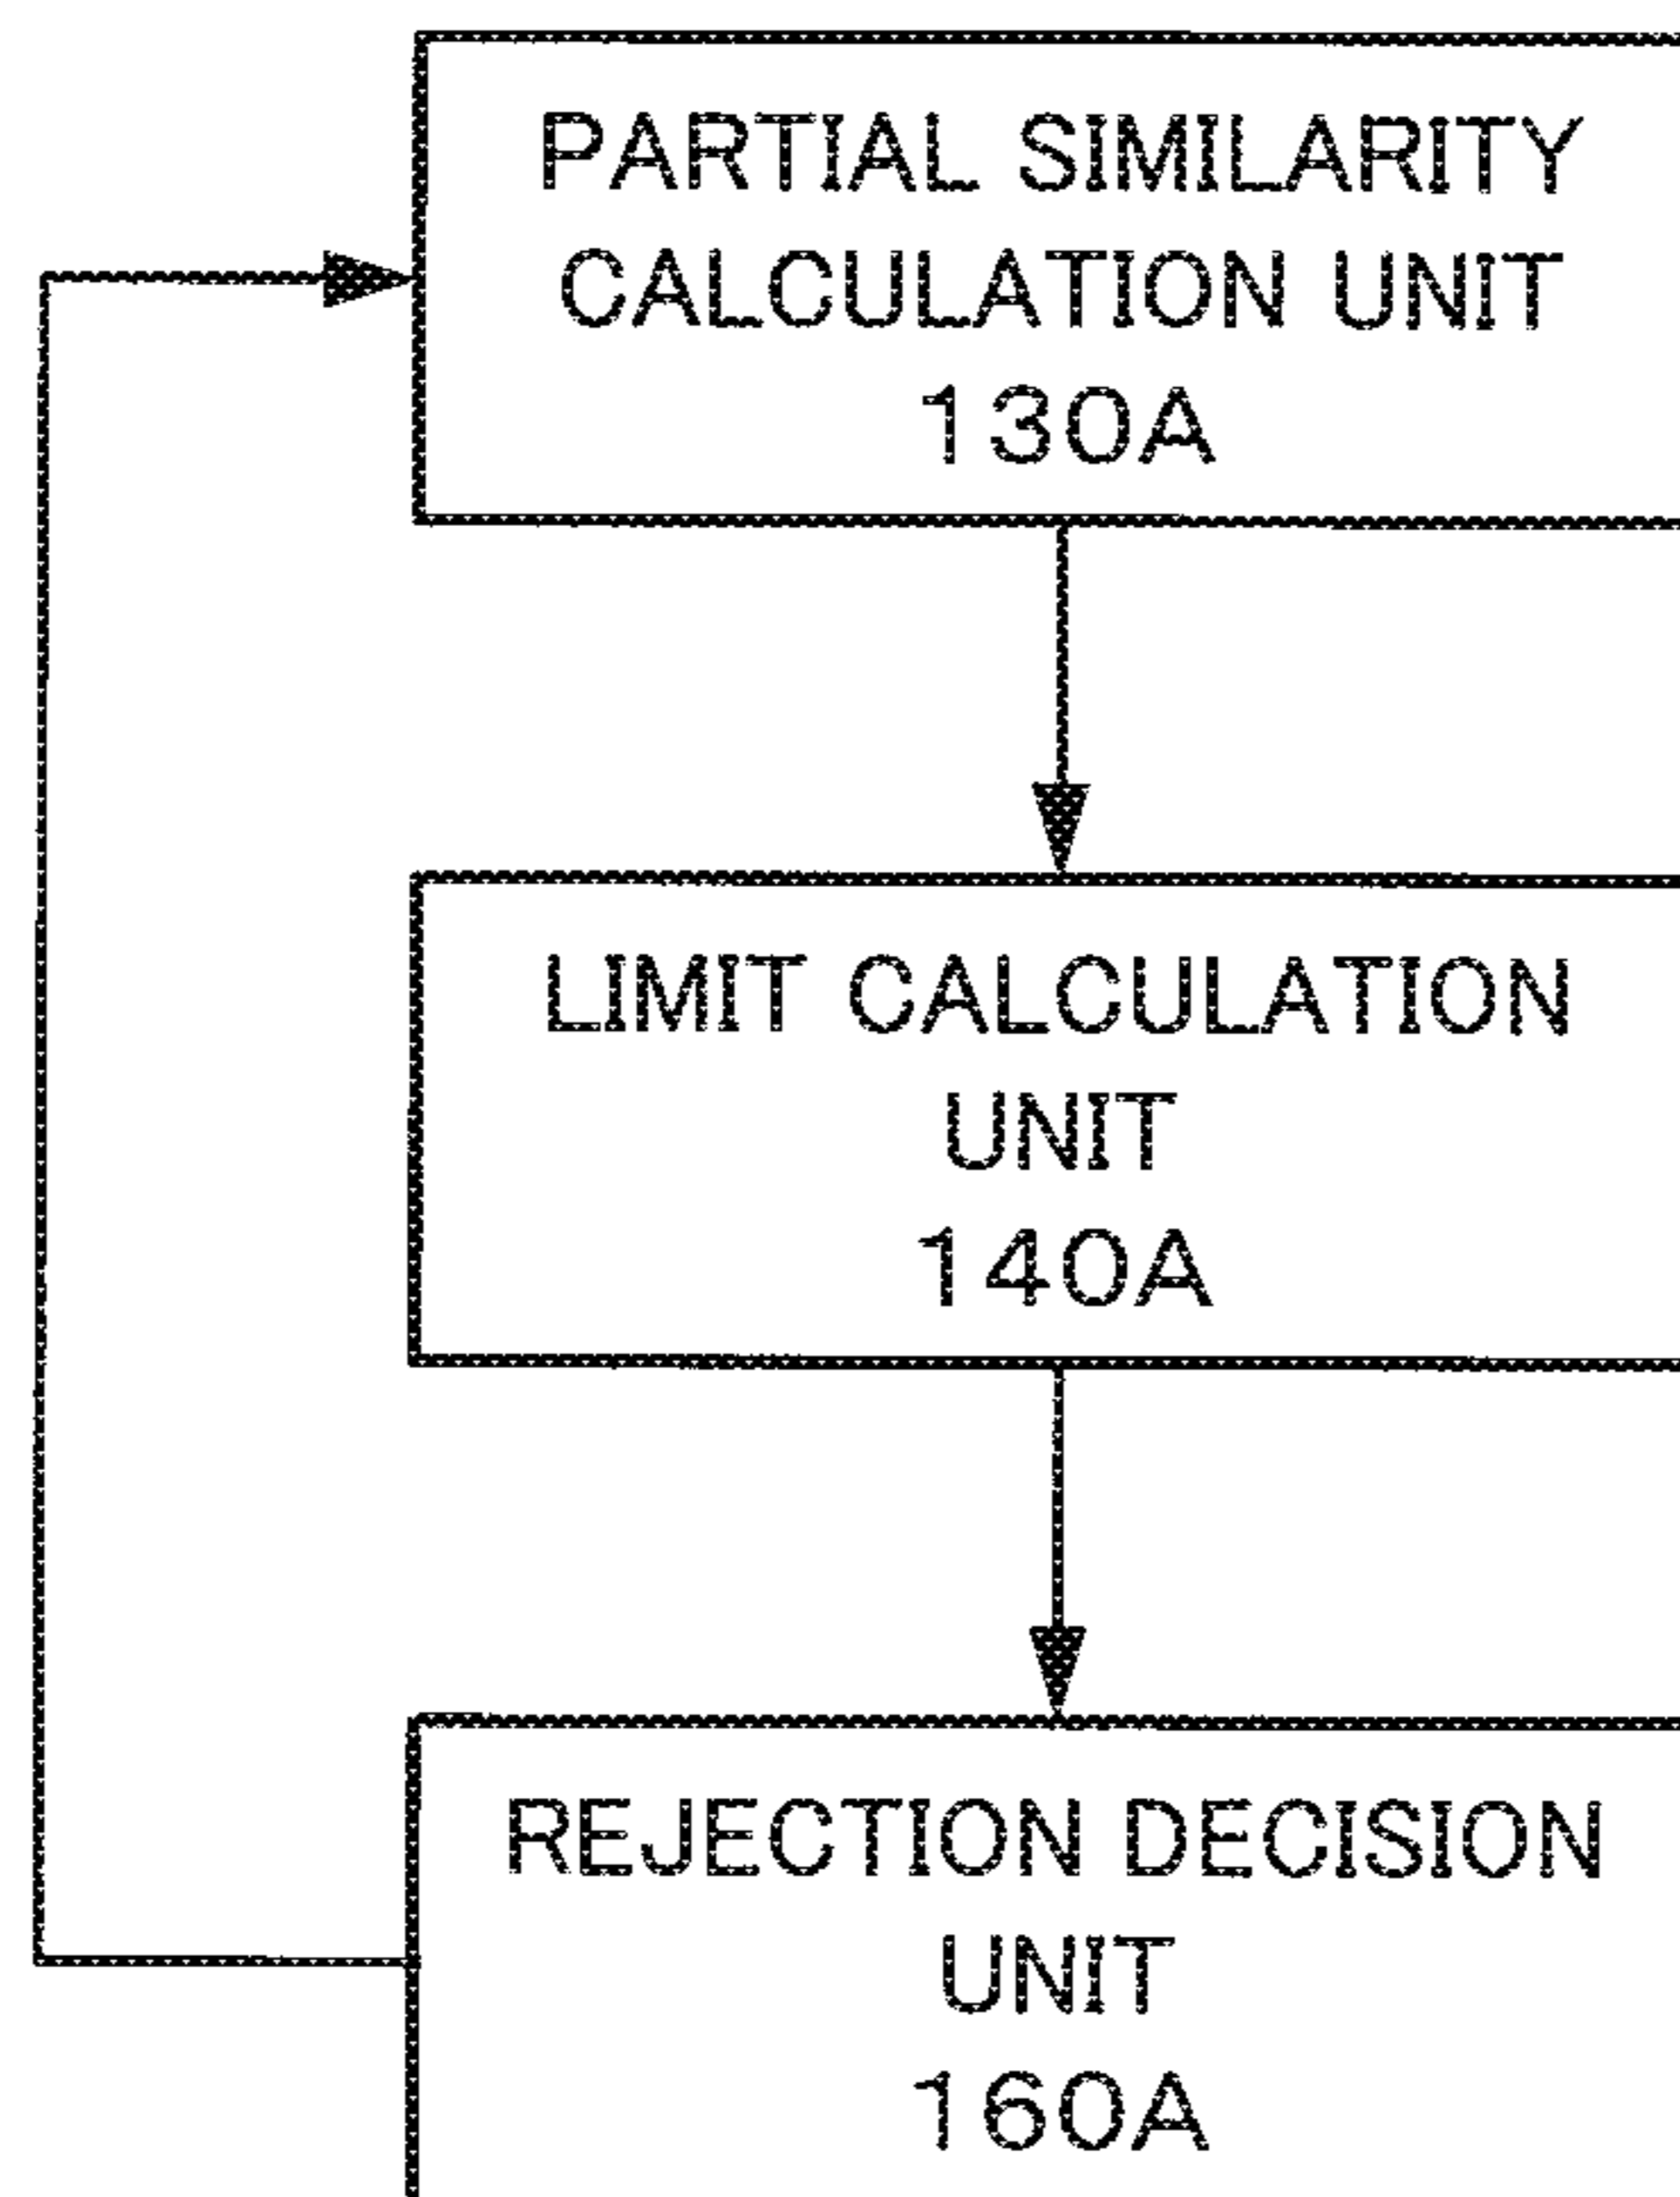 PARTIAL SIMILARITY
CALCULATION UNIT
130A
LIMIT CALCULATION
UNIT
140A
REJECTION DECISION
UNIT
160A